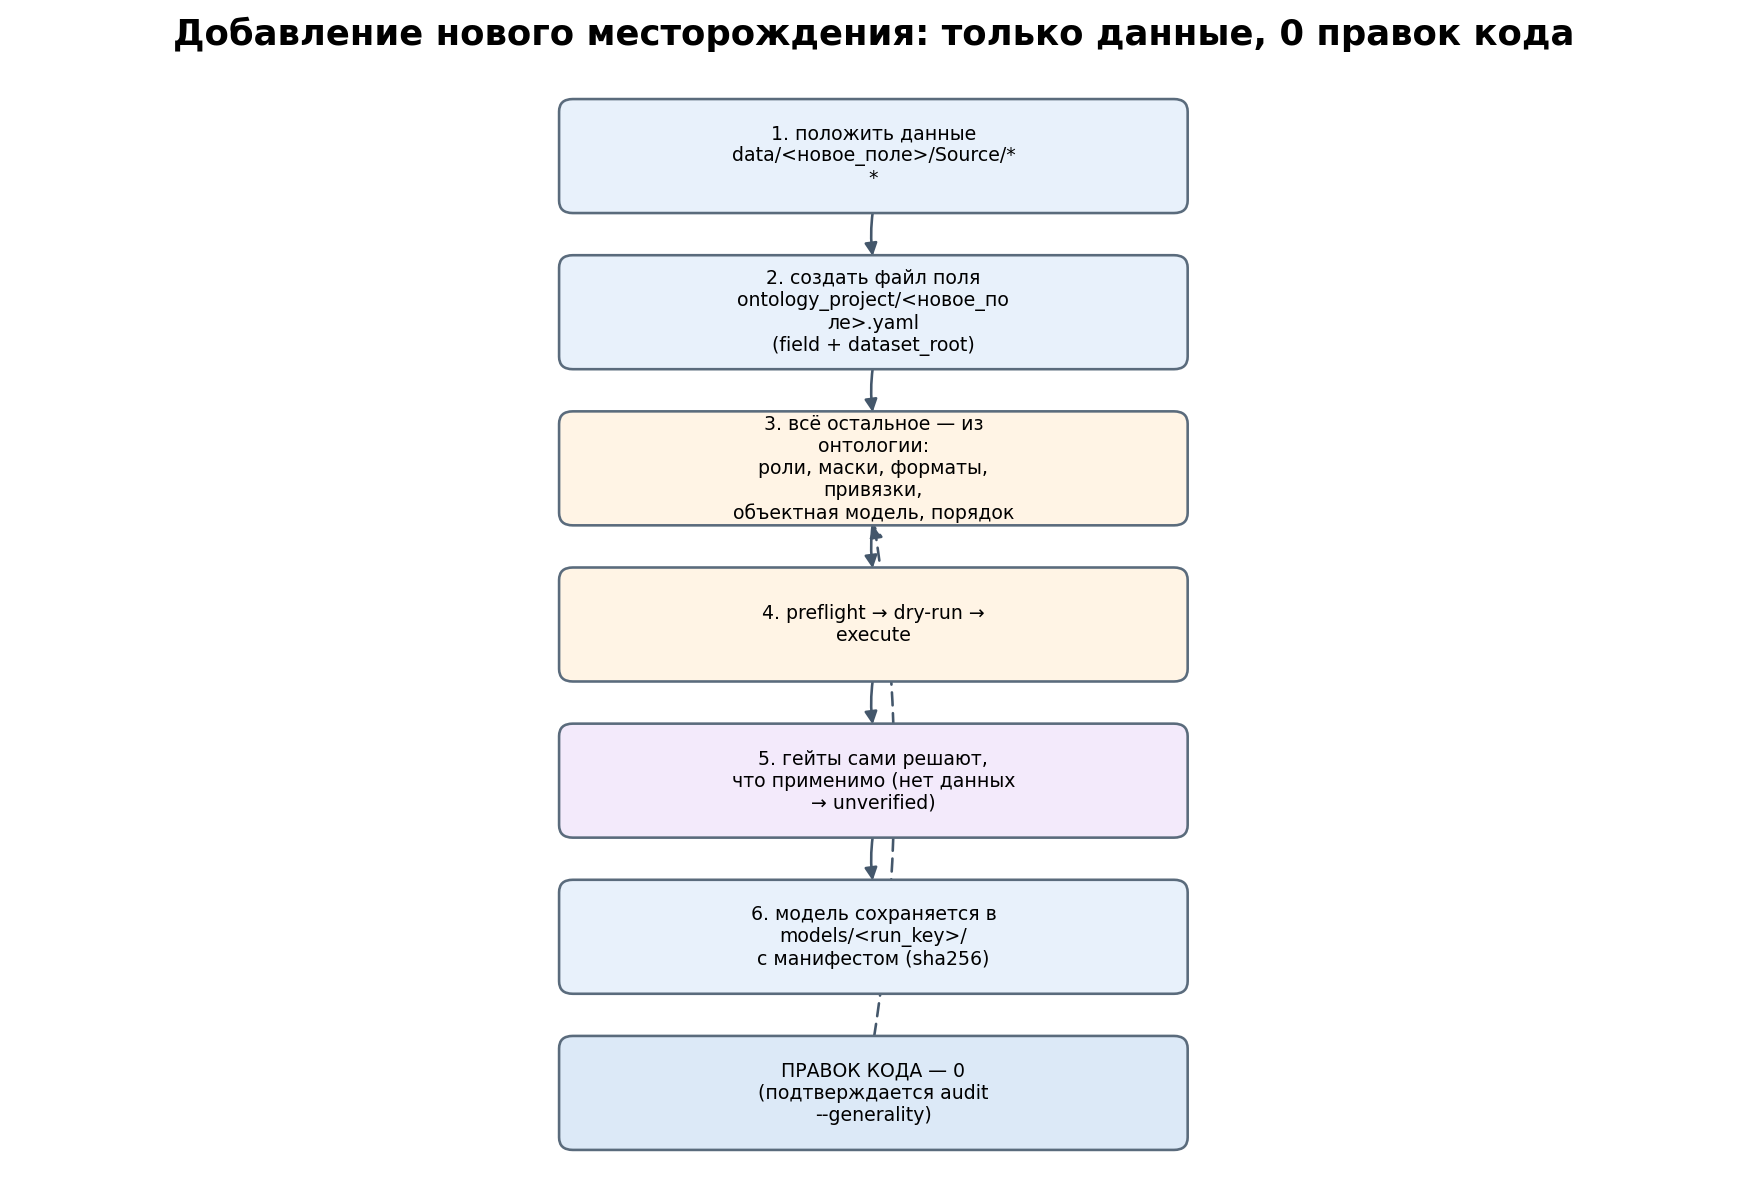 Добавление нового месторождения: только данные, 0 правок кода
1. положить данные
data/<новое_поле>/Source/*
*
2. создать файл поля
ontology_project/<новое_по
ле>.yaml
(field + dataset_root)
3. всё остальное — из
онтологии:
роли, маски, форматы,
привязки,
объектная модель, порядок
4. preflight → dry-run →
execute
5. гейты сами решают,
что применимо (нет данных
→ unverified)
6. модель сохраняется в
models/<run_key>/
с манифестом (sha256)
ПРАВОК КОДА — 0
(подтверждается audit
--generality)